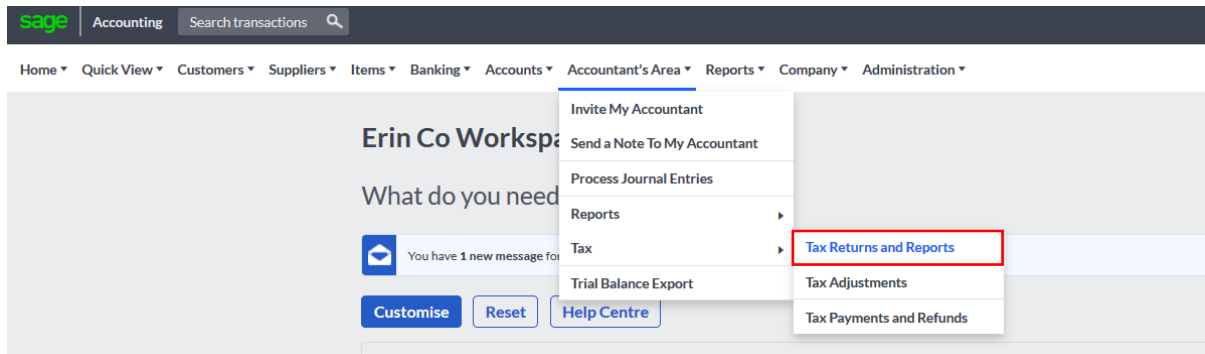 sage Accounting Search transactions
Home Quick View Customers Suppliers Items Banking Accounts Accountant's Area Reports Company Administration
Invite My Accountant
Erin Co Workspa
Send a Note To My Accountant
Process Journal Entries
What do you need
Reports
Tax
Tax Returns and Reports
You have 1 new message for
Trial Balance Export
Tax Adjustments
Customise Reset Help Centre
Tax Payments and Refunds